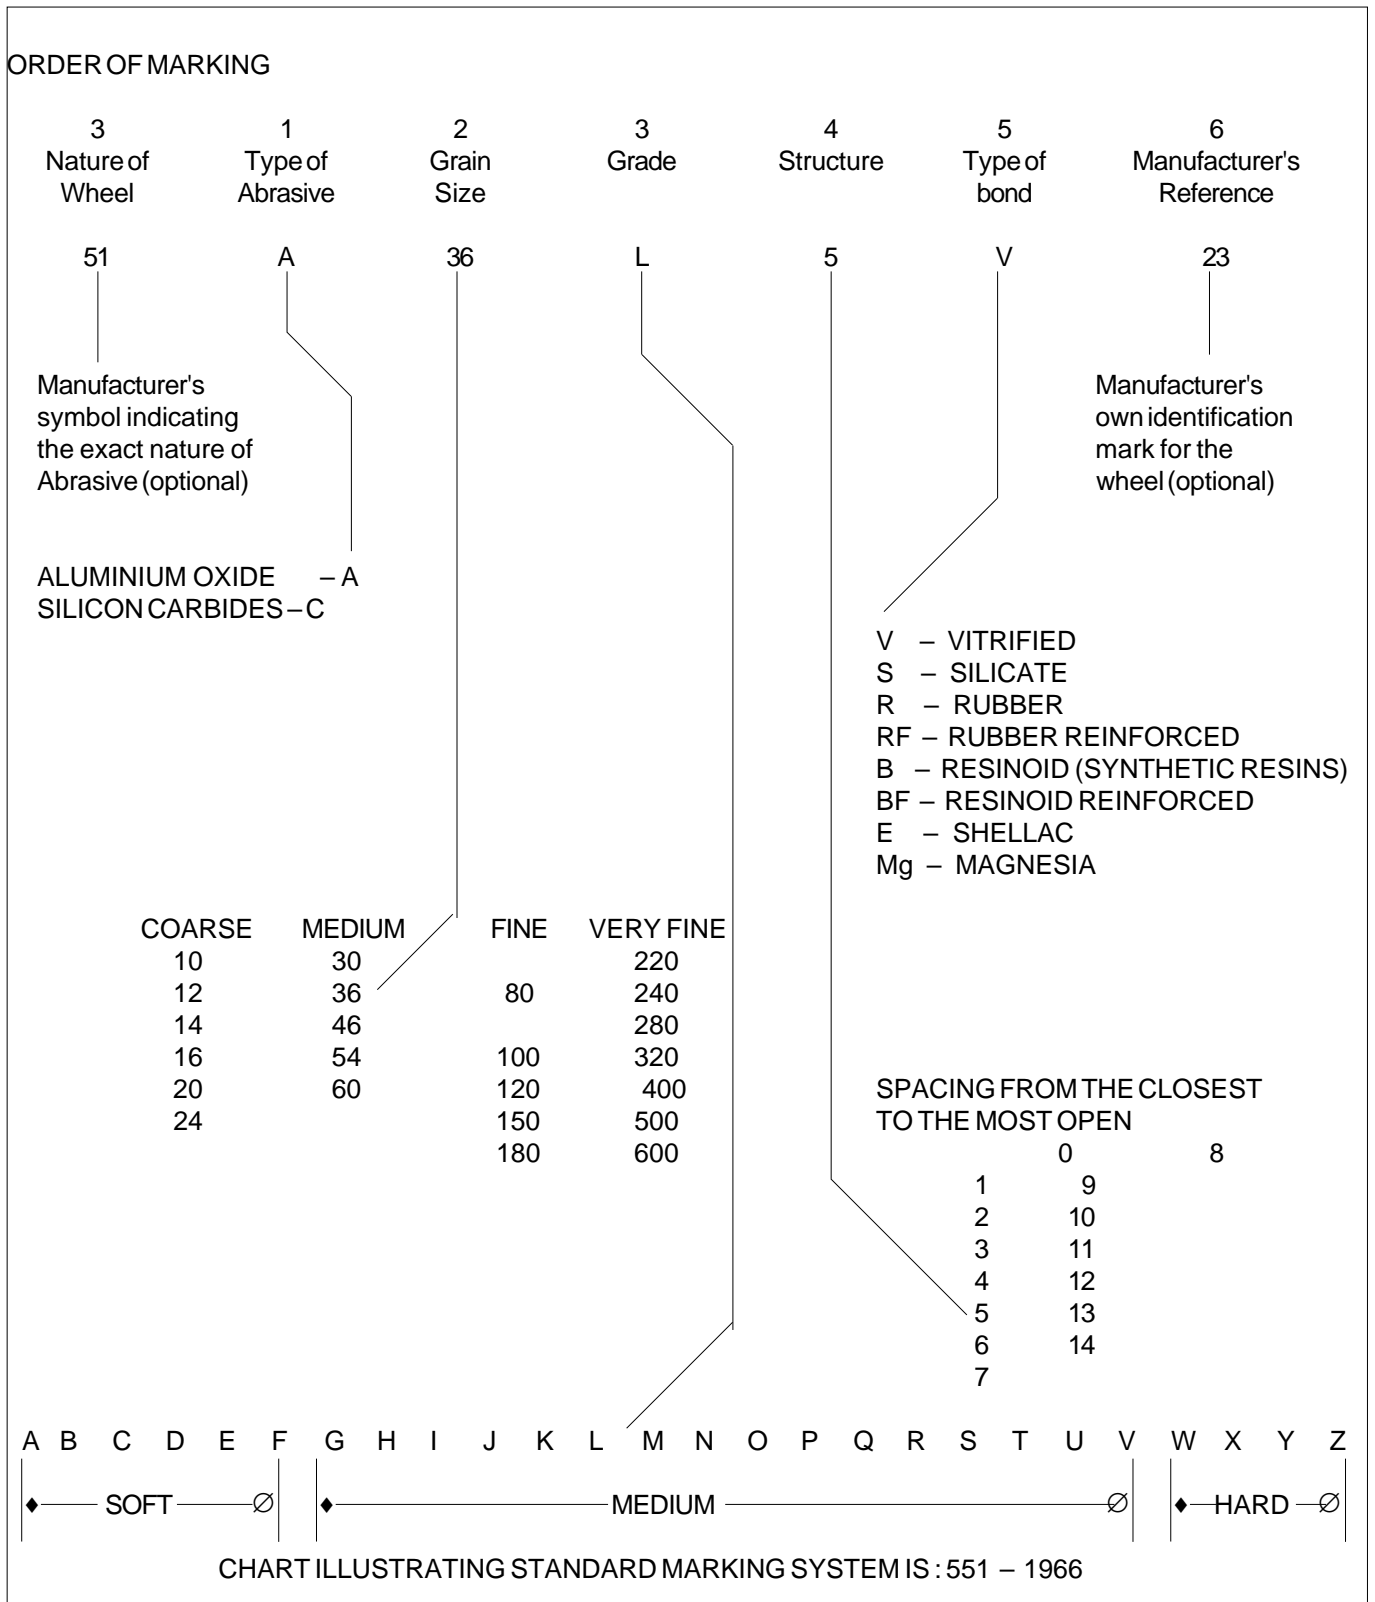 ORDER OF MARKING
3 1 2 3 4 5 6
Nature of Type of Grain Grade Structure Type of Manufacturer's
Wheel Abrasive Size bond Reference
51 A 36 L 5 V 23
Manufacturer's
symbol indicating
the exact nature of
Abrasive (optional)
Manufacturer's
own identification
mark for the
wheel (optional)
ALUMINIUM OXIDE – A
SILICON CARBIDES – C
V – VITRIFIED
S – SILICATE
R – RUBBER
RF – RUBBER REINFORCED
B – RESINOID (SYNTHETIC RESINS)
BF – RESINOID REINFORCED
E – SHELLAC
Mg – MAGNESIA
COARSE MEDIUM FINE VERY FINE
10 30 220
12 36 80 240
14 46 280
16 54 100 320
20 60 120 400
24 150 500
180 600
SPACING FROM THE CLOSEST
TO THE MOST OPEN
0 8
1 9
2 10
3 11
4 12
5 13
6 14
7
A B C D E F G H I J K L M N O P Q R S T U V W X Y Z
SOFT MEDIUM HARD
CHART ILLUSTRATING STANDARD MARKING SYSTEM IS : 551 – 1966